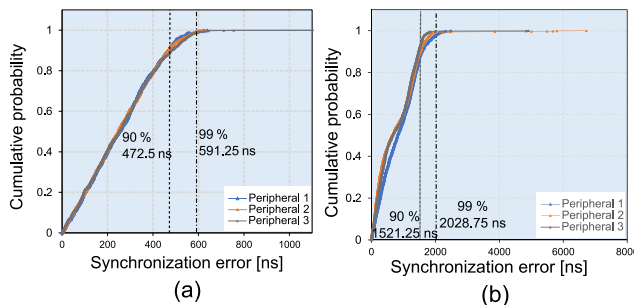 1
0.8
0.6
0.4
0.2
0
Cumulative probability
90 %
472.5 ns
99 %
591.25 ns
Peripheral 1
Peripheral 2
Peripheral 3
0 200 400 600 800 1000
Synchronization error [ns]
(a)
1
0.8
0.6
0.4
0.2
0
Cumulative probability
90 %
1521.25 ns
99 %
2028.75 ns
Peripheral 1
Peripheral 2
Peripheral 3
0 2000 4000 6000 8000
Synchronization error [ns]
(b)